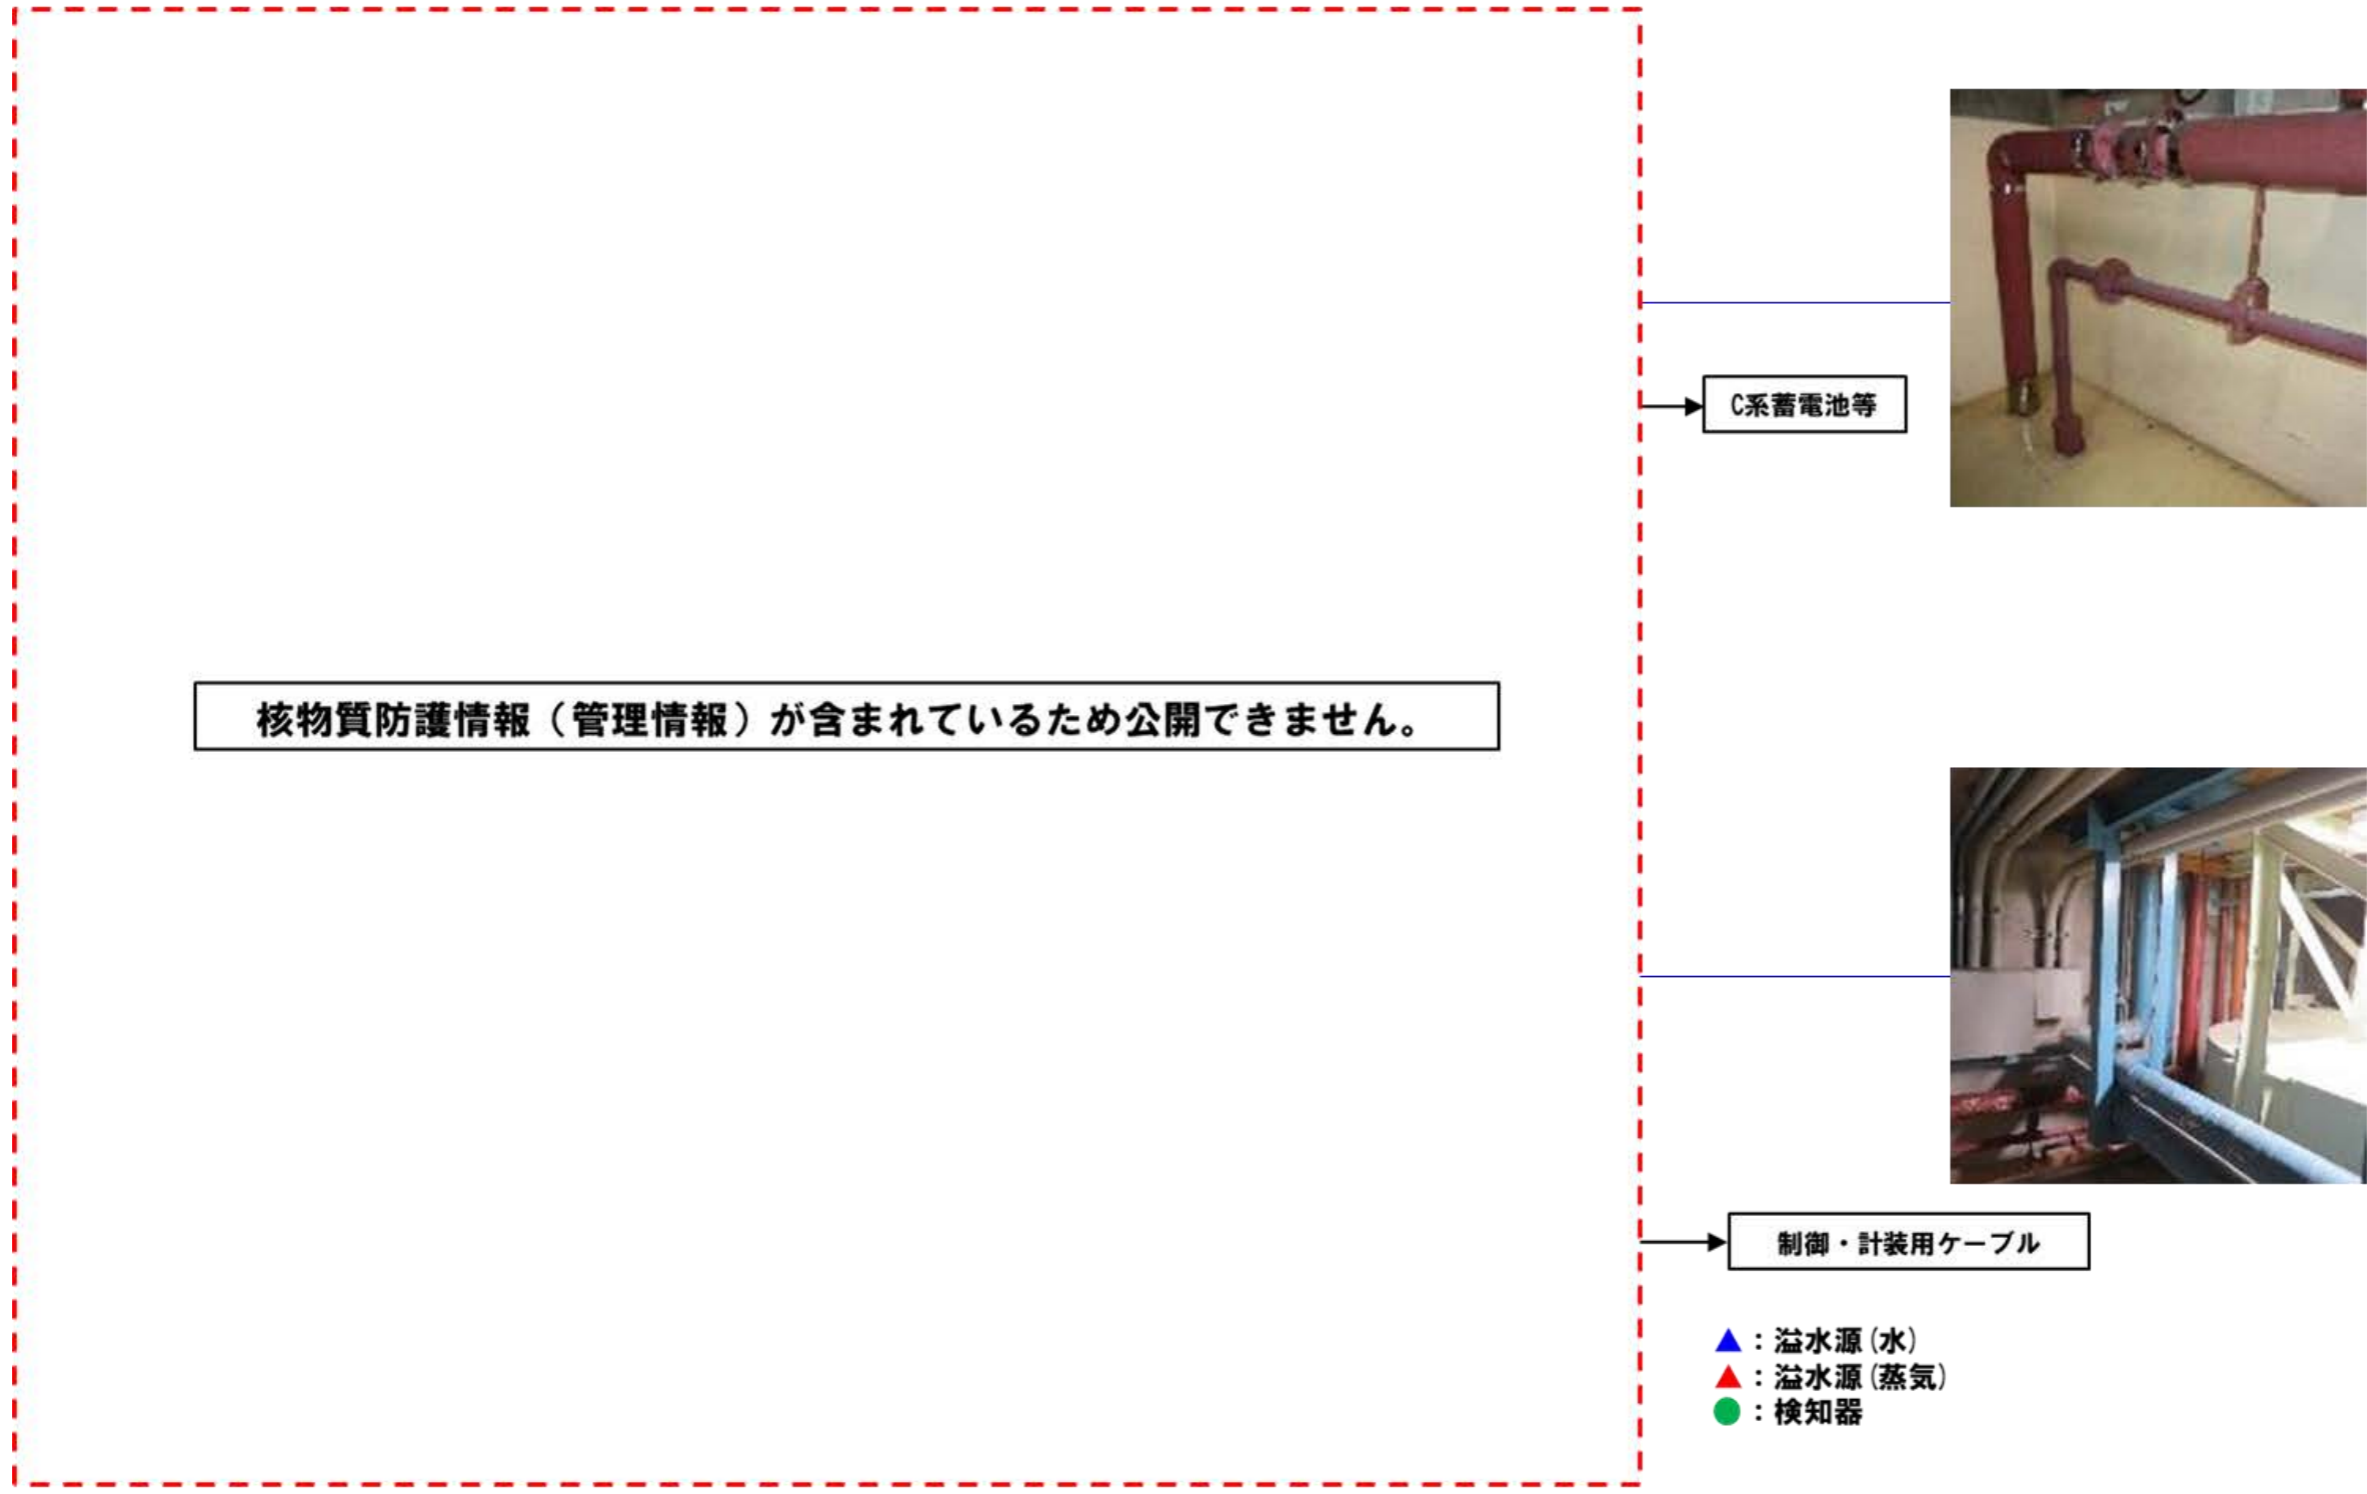 C系蓄電池等
核物質防護情報（管理情報）が含まれているため公開できません。
制御・計装用ケーブル
▲：溢水源(水)
▲：溢水源(蒸気)
●：検知器